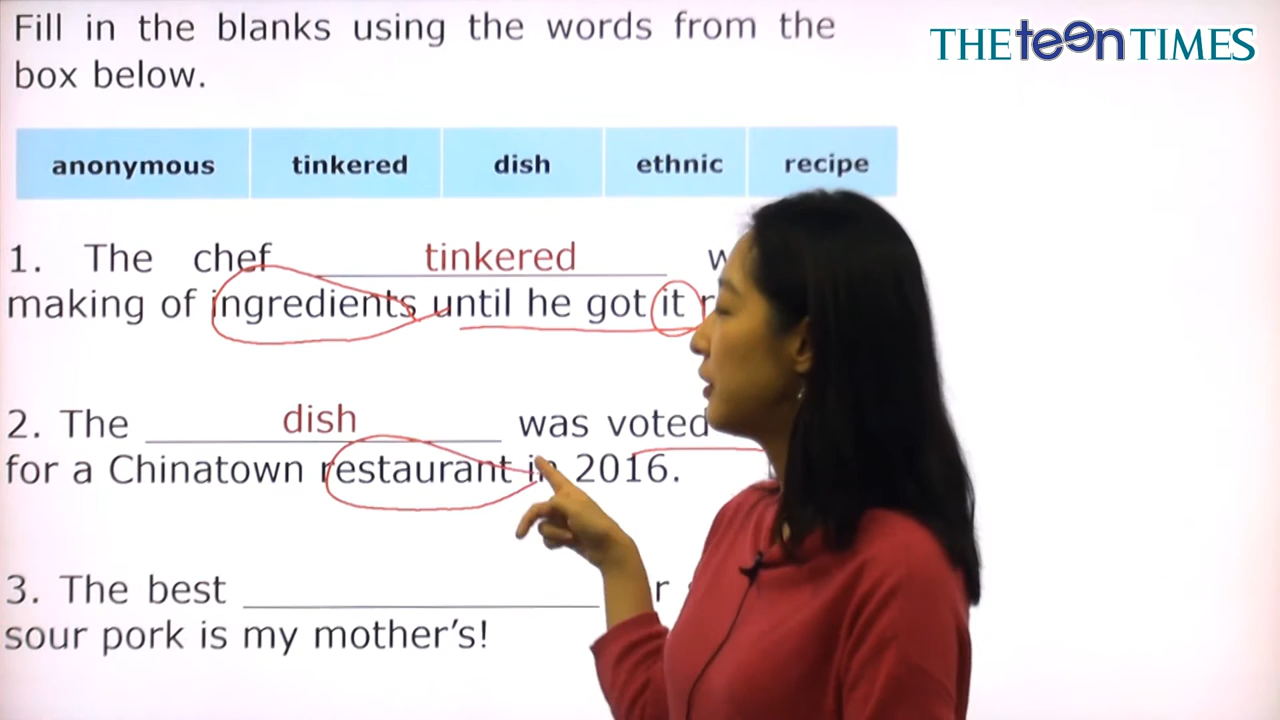 Fill in the blanks using the words from the
THE teen TIMES
box below.
anonymous tinkered dish ethnic recipe
1. The chef tinkered
making of ingredients until he got it
2. The dish was voted
for a Chinatown restaurant in 2016.
3. The best
sour pork is my mother's!